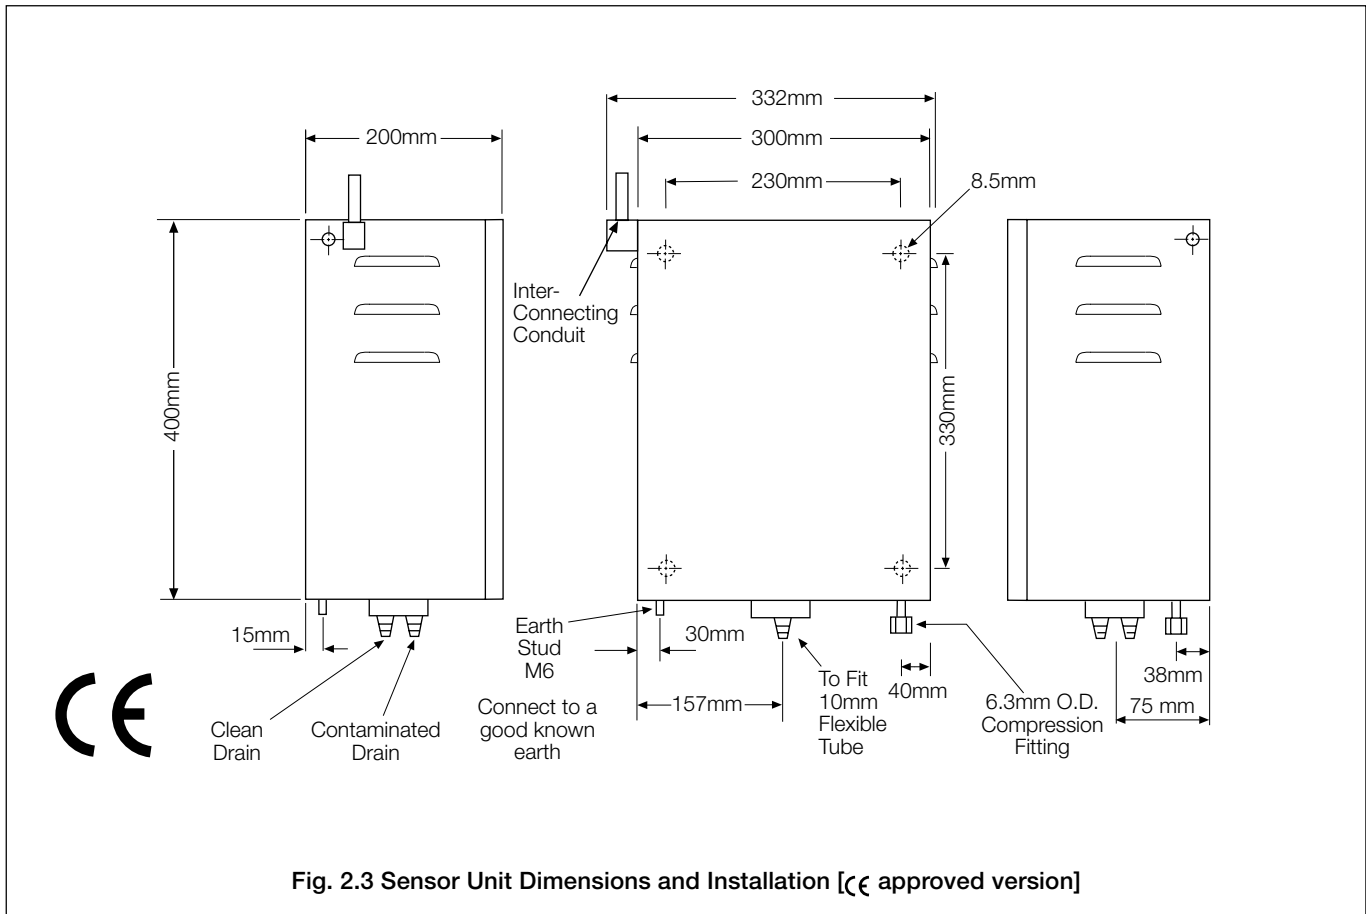 332mm
200mm
300mm
230mm
8.5mm
Inter-
Connecting
Conduit
400mm
330mm
15mm
Earth
Stud
M6
30mm
Connect to a
good known
earth
157mm
To Fit
10mm
Flexible
Tube
40mm
6.3mm O.D.
Compression
Fitting
38mm
75 mm
CE
Clean
Drain
Contaminated
Drain
Fig. 2.3 Sensor Unit Dimensions and Installation [CE approved version]